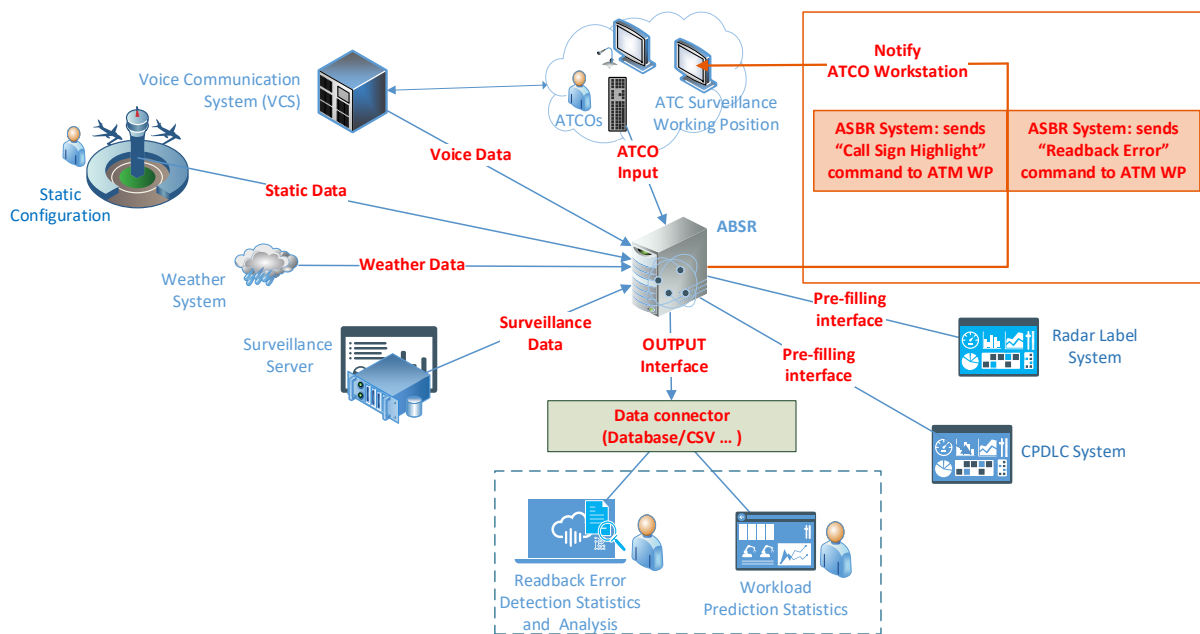 Voice Communication
System (VCS)
ATCOs
ATC Surveillance
Working Position
Notify
ATCO Workstation
ASBR System: sends
“Call Sign Highlight”
command to ATM WP
ASBR System: sends
“Readback Error”
command to ATM WP
Static
Configuration
Voice Data
ATCO
Input
Static Data
ABSR
Weather
System
Weather Data
Surveillance
Server
Surveillance
Data
OUTPUT
Interface
Pre-filling
interface
Radar Label
System
Pre-filling
interface
CPDLC System
Data connector
(Database/CSV ... )
Readback Error
Detection Statistics
and Analysis
Workload
Prediction Statistics